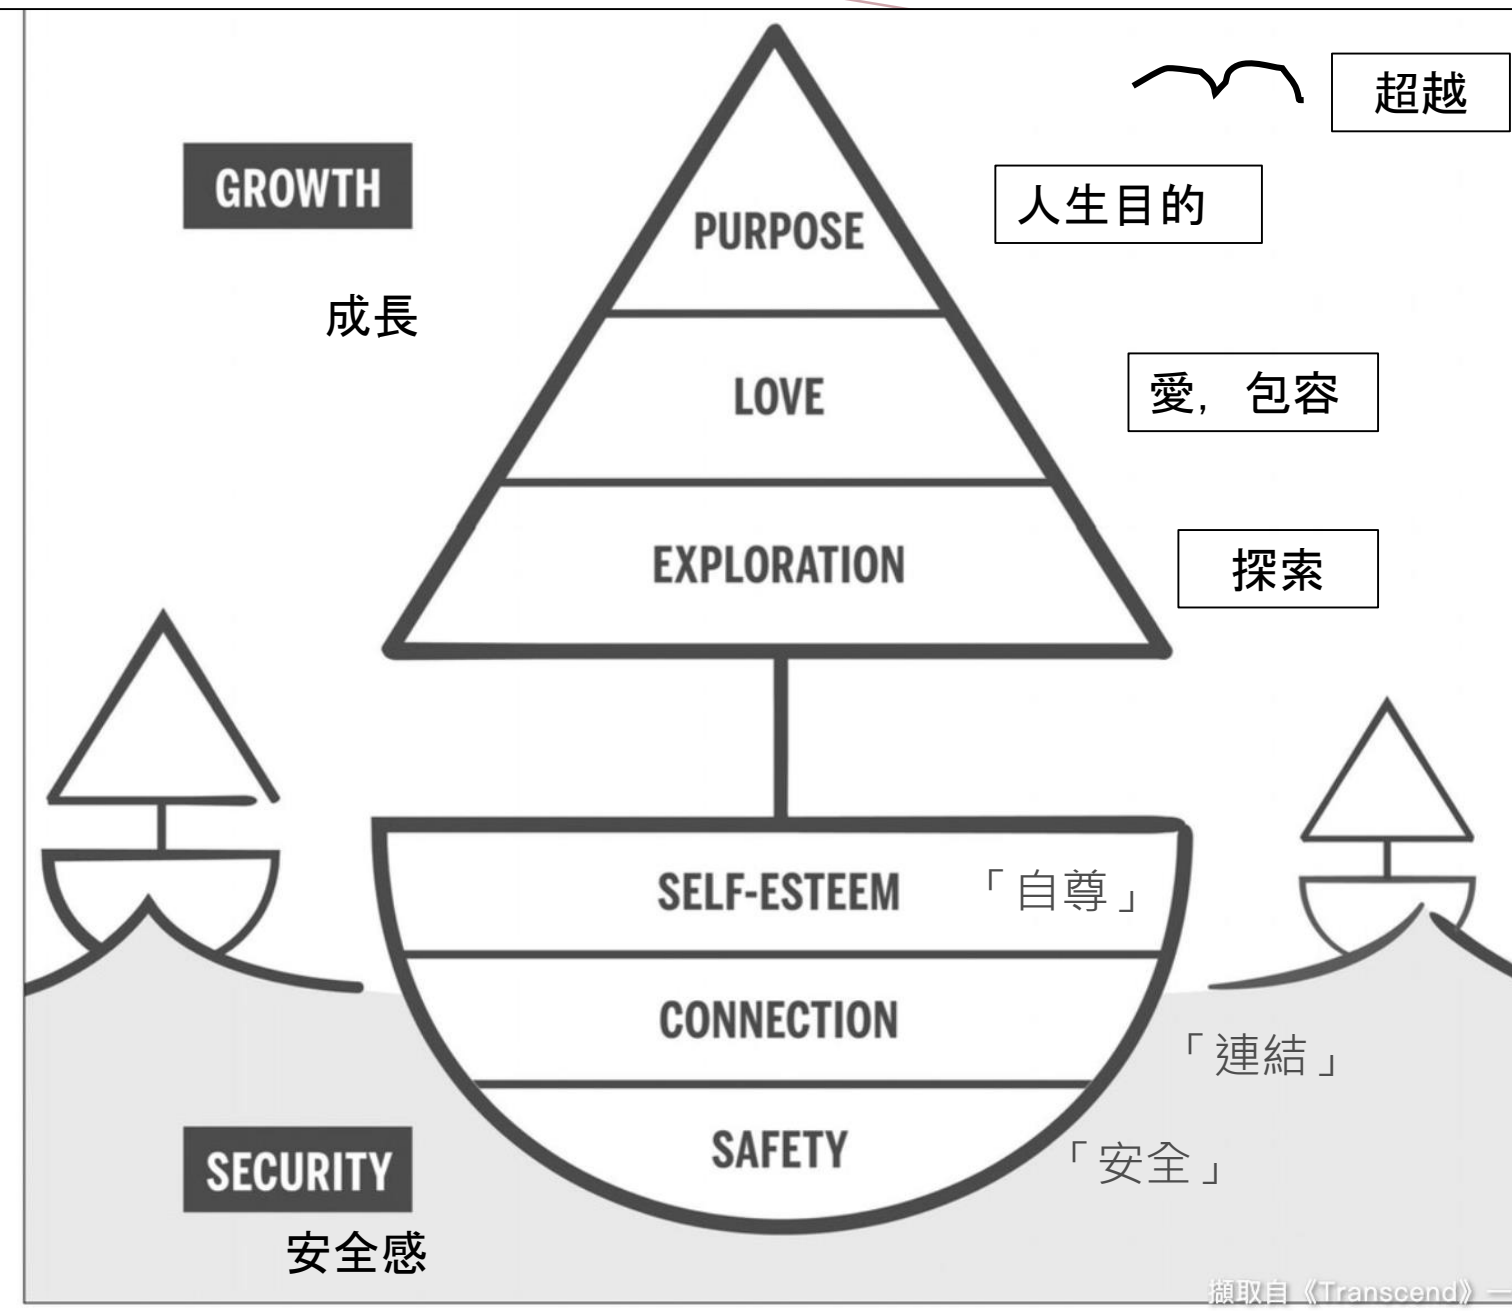 超越
GROWTH
PURPOSE
人生目的
成長
LOVE
愛, 包容
EXPLORATION
探索
SELF-ESTEEM 「自尊」
CONNECTION
「連結」
SAFETY
「安全」
SECURITY
安全感
擷取自《Transcend》一